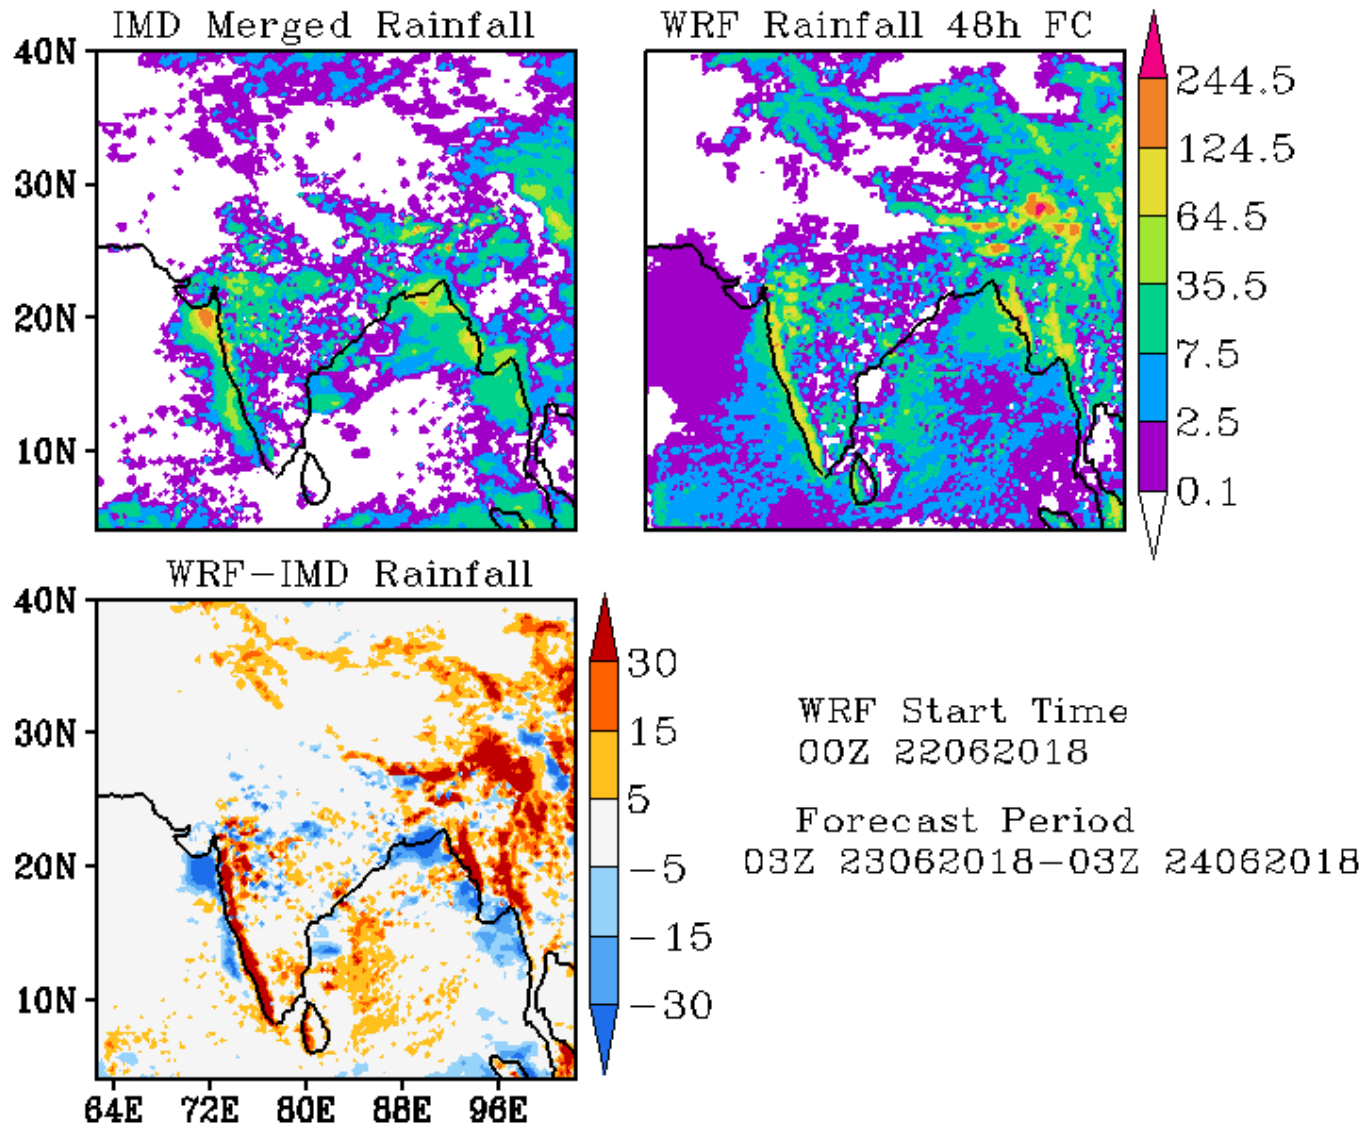 IMD Merged Rainfall
WRF Rainfall 48h FC
40N
30N
20N
10N
244.5
124.5
64.5
35.5
7.5
2.5
0.1
WRF-IMD Rainfall
40N
30N
20N
10N
64E 72E 80E 88E 96E
30
15
5
-5
-15
-30
WRF Start Time
00Z 22062018
Forecast Period
03Z 23062018-03Z 24062018